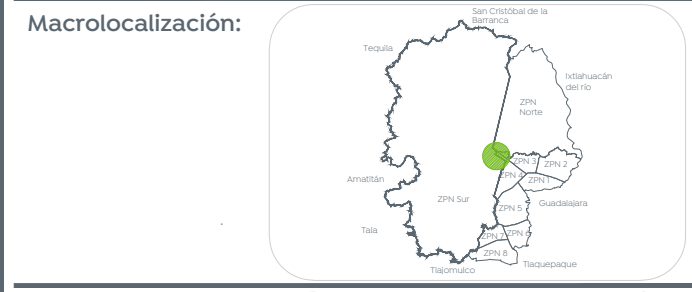 Macrolocalización:
San Cristóbal de la
Barranca
Tequila
Ixtlahuacán
del río
ZPN
Norte
ZPN 3
ZPN 2
ZPN 4
ZPN 1
Amatitán
ZPN Sur
ZPN 5
Guadalajara
Tala
ZPN 7
ZPN 6
ZPN 8
Tlajomulco
Tlaquepaque